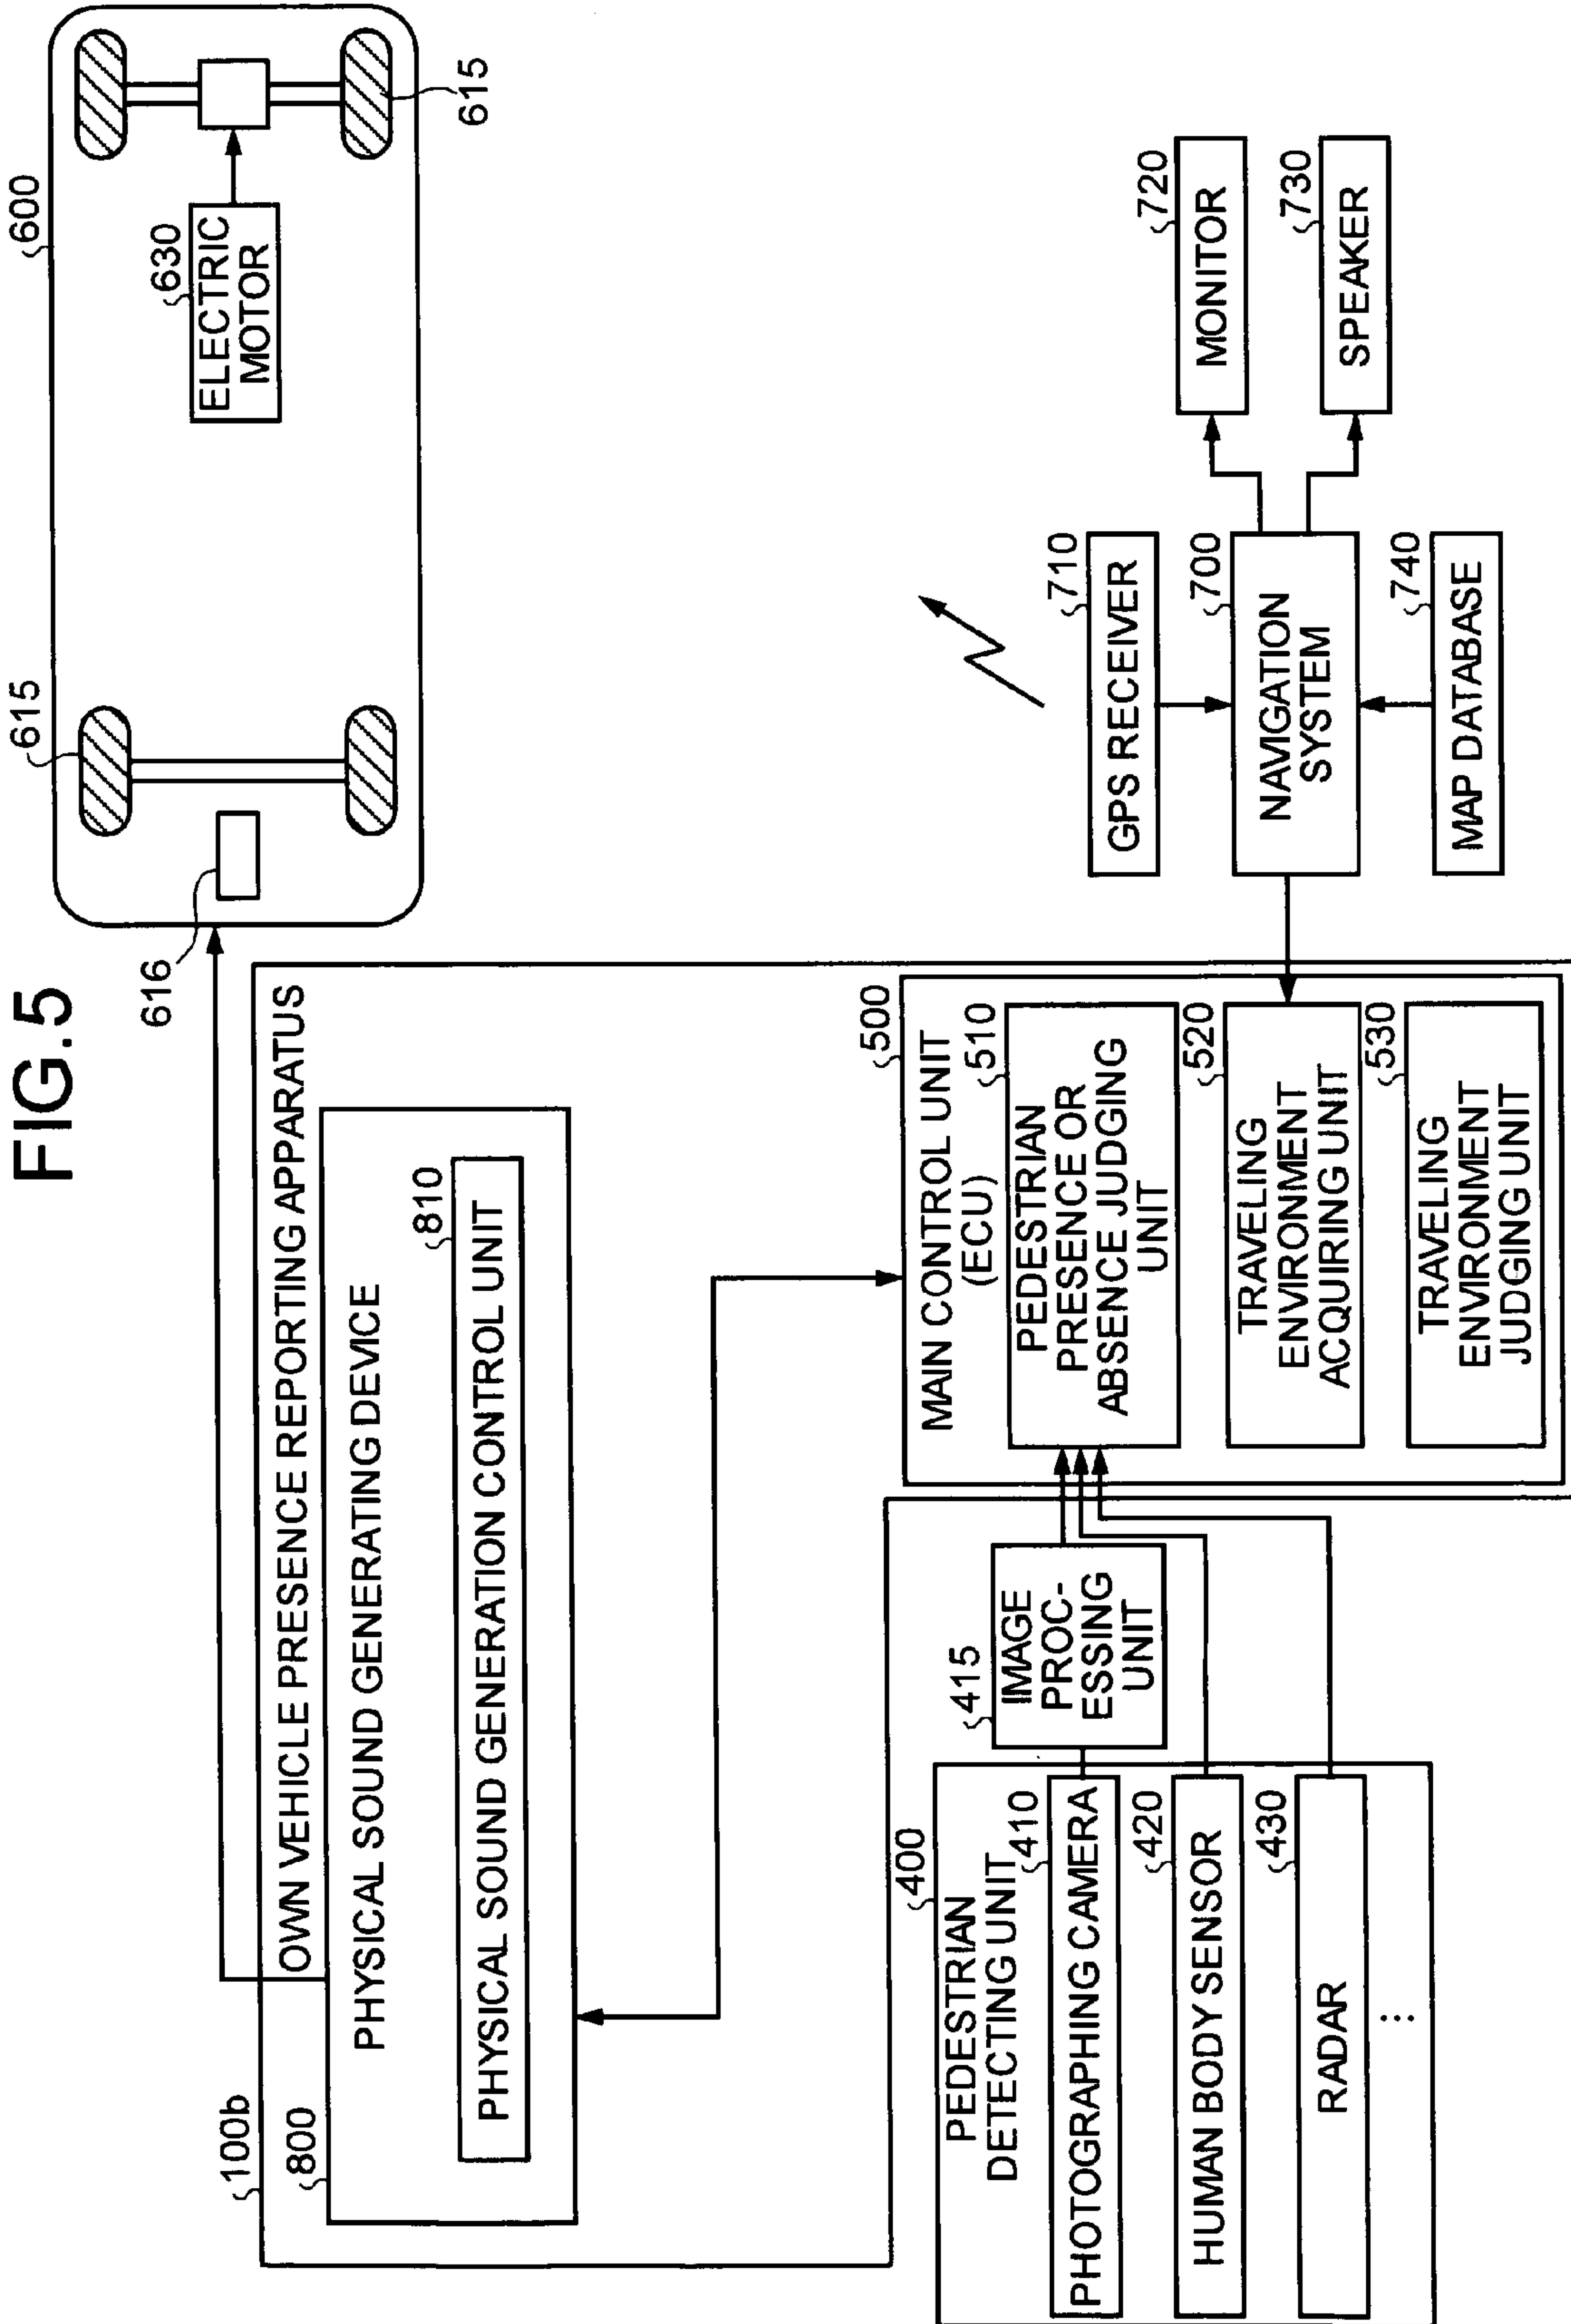 FIG.5
100b
OWN VEHICLE PRESENCE REPORTING APPARATUS
800
PHYSICAL SOUND GENERATING DEVICE
810
PHYSICAL SOUND GENERATION CONTROL UNIT
616
615
600
630
ELECTRIC
MOTOR
615
400
PEDESTRIAN
DETECTING UNIT
410
PHOTOGRAPHING CAMERA
420
HUMAN BODY SENSOR
430
RADAR
...
415
IMAGE
PROC-
ESSING
UNIT
500
MAIN CONTROL UNIT
(ECU)
510
PEDESTRIAN
PRESENCE OR
ABSENCE JUDGING
UNIT
520
TRAVELING
ENVIRONMENT
ACQUIRING UNIT
530
TRAVELING
ENVIRONMENT
JUDGING UNIT
710
GPS RECEIVER
700
NAVIGATION
SYSTEM
740
MAP DATABASE
720
MONITOR
730
SPEAKER